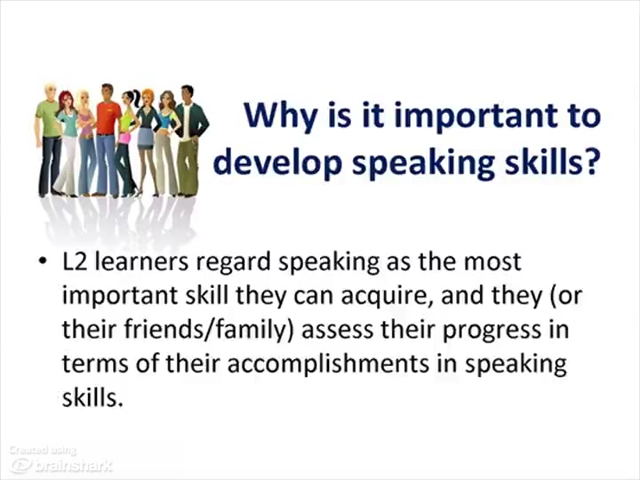 Why is it important to
develop speaking skills?
• L2 learners regard speaking as the most
important skill they can acquire, and they (or
their friends/family) assess their progress in
terms of their accomplishments in speaking
skills.
Created using
brainshark